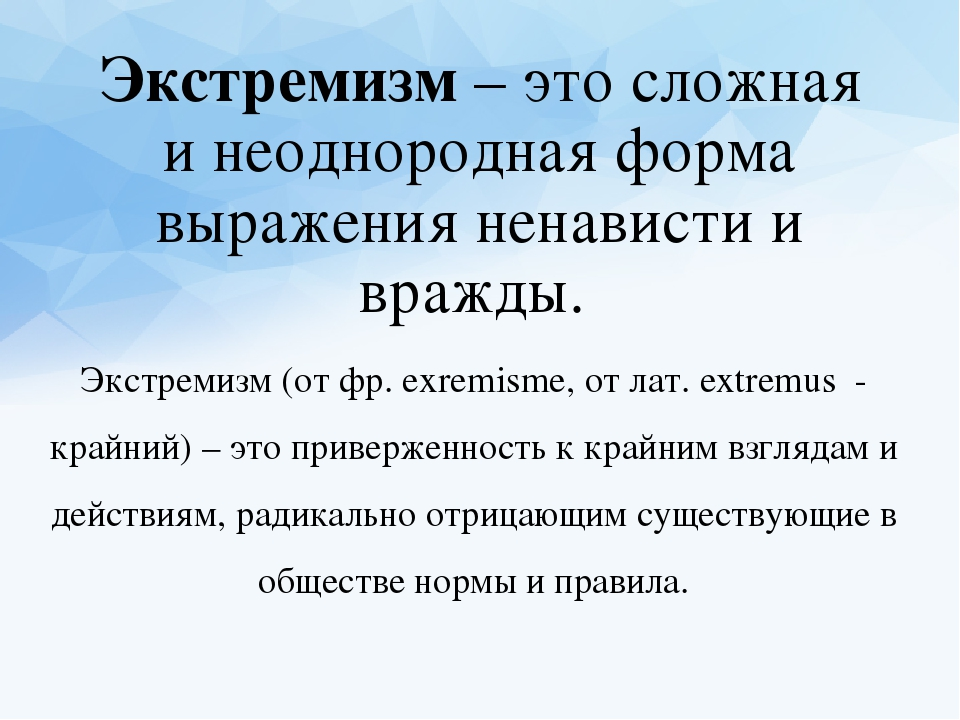 Экстремизм – это сложная
и неоднородная форма
выражения ненависти и
вражды.
Экстремизм (от фр. exremisme, от лат. extremus -
крайний) – это приверженность к крайним взглядам и
действиям, радикально отрицающим существующие в
обществе нормы и правила.